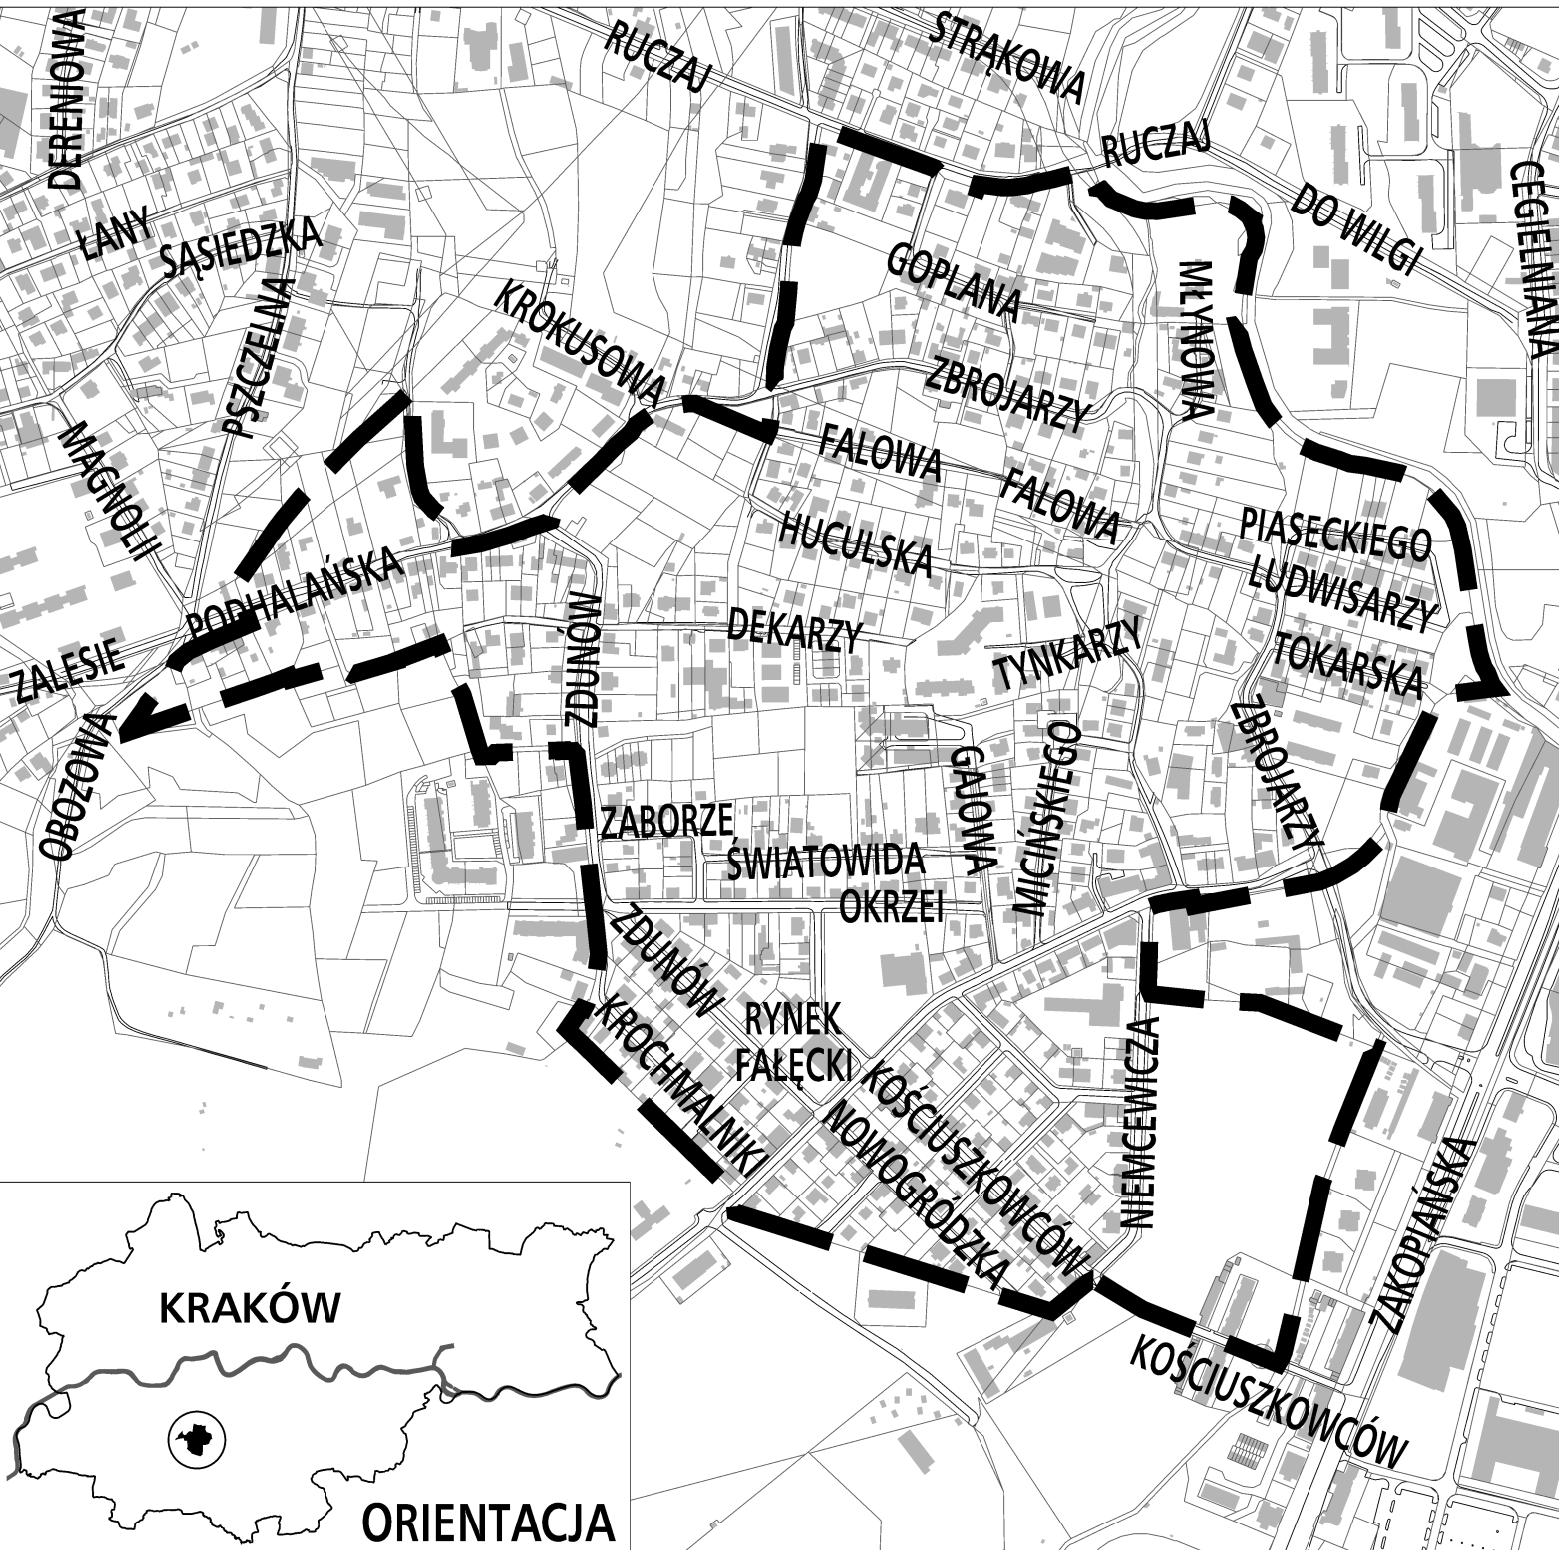 DERENIOWA
RUCZAJ
STRĄKOWA
RUCZAJ
DO WILGI
CEGIELNIANA
ŁANY
SĄSIEDZKA
PSZCZELNA
KROKUSOWA
GOPLANA
MŁYNOWA
ZBROJARZY
MAGNOLII
FALOWA
FALOWA
HUCULSKA
PIASECKIEGO
LUDWISARZY
TOKARSKA
PODHALAŃSKA
ZALESIE
OBOZOWA
ZDUNÓW
DEKARZY
TYNKARZY
ZBROJARZY
GAJOWA
MICIŃSKIEGO
ZABORZE
ŚWIATOWIDA
OKRZEI
ZDUNÓW
KROCHMALNIKI
RYNEK
FAŁĘCKI
KOŚCIUSZKOWCÓW
NOWOGRÓDZKA
NIEMCEWICZA
ZAKOPIAŃSKA
KOŚCIUSZKOWCÓW
KRAKÓW
ORIENTACJA